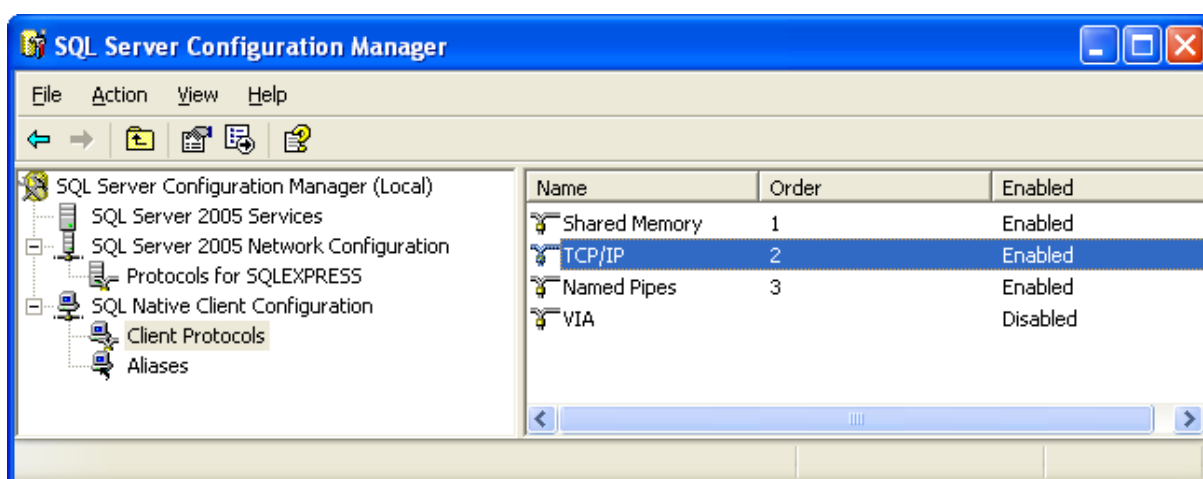 SQL Server Configuration Manager
File Action View Help
SQL Server Configuration Manager (Local)
SQL Server 2005 Services
SQL Server 2005 Network Configuration
Protocols for SQLEXPRESS
SQL Native Client Configuration
Client Protocols
Aliases
Name Order Enabled
Shared Memory 1 Enabled
TCP/IP 2 Enabled
Named Pipes 3 Enabled
VIA Disabled